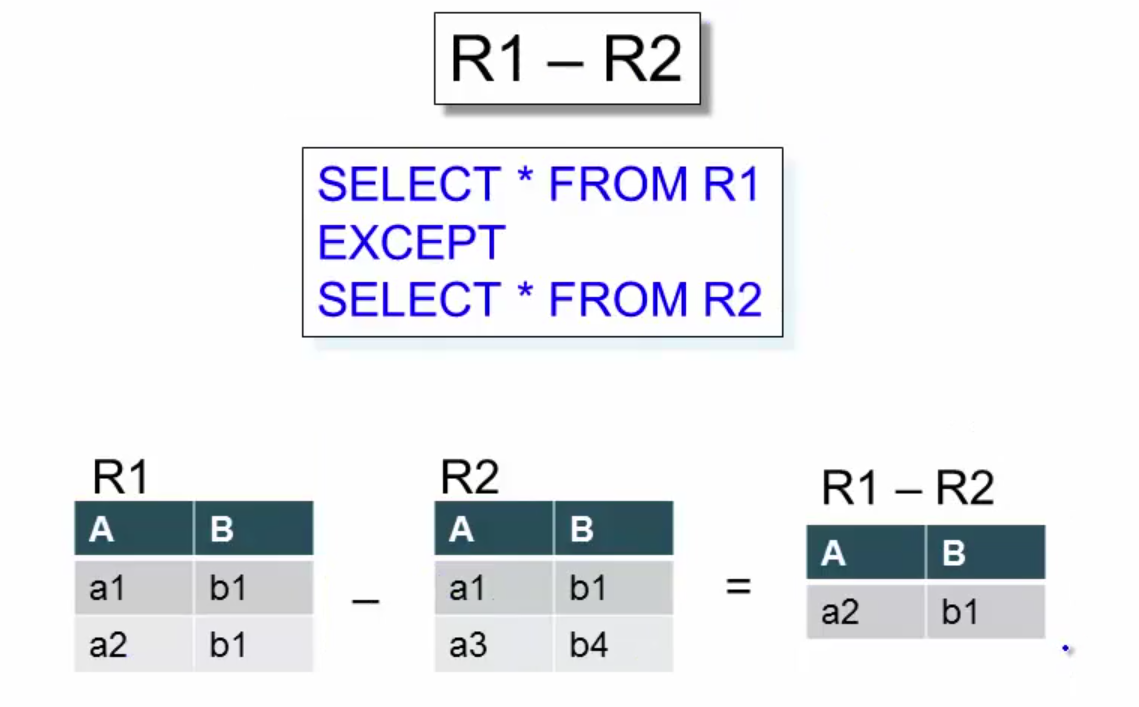 R1 – R2
SELECT * FROM R1
EXCEPT
SELECT * FROM R2
R1
A B
a1 b1
a2 b1
–
R2
A B
a1 b1
a3 b4
=
R1 – R2
A B
a2 b1